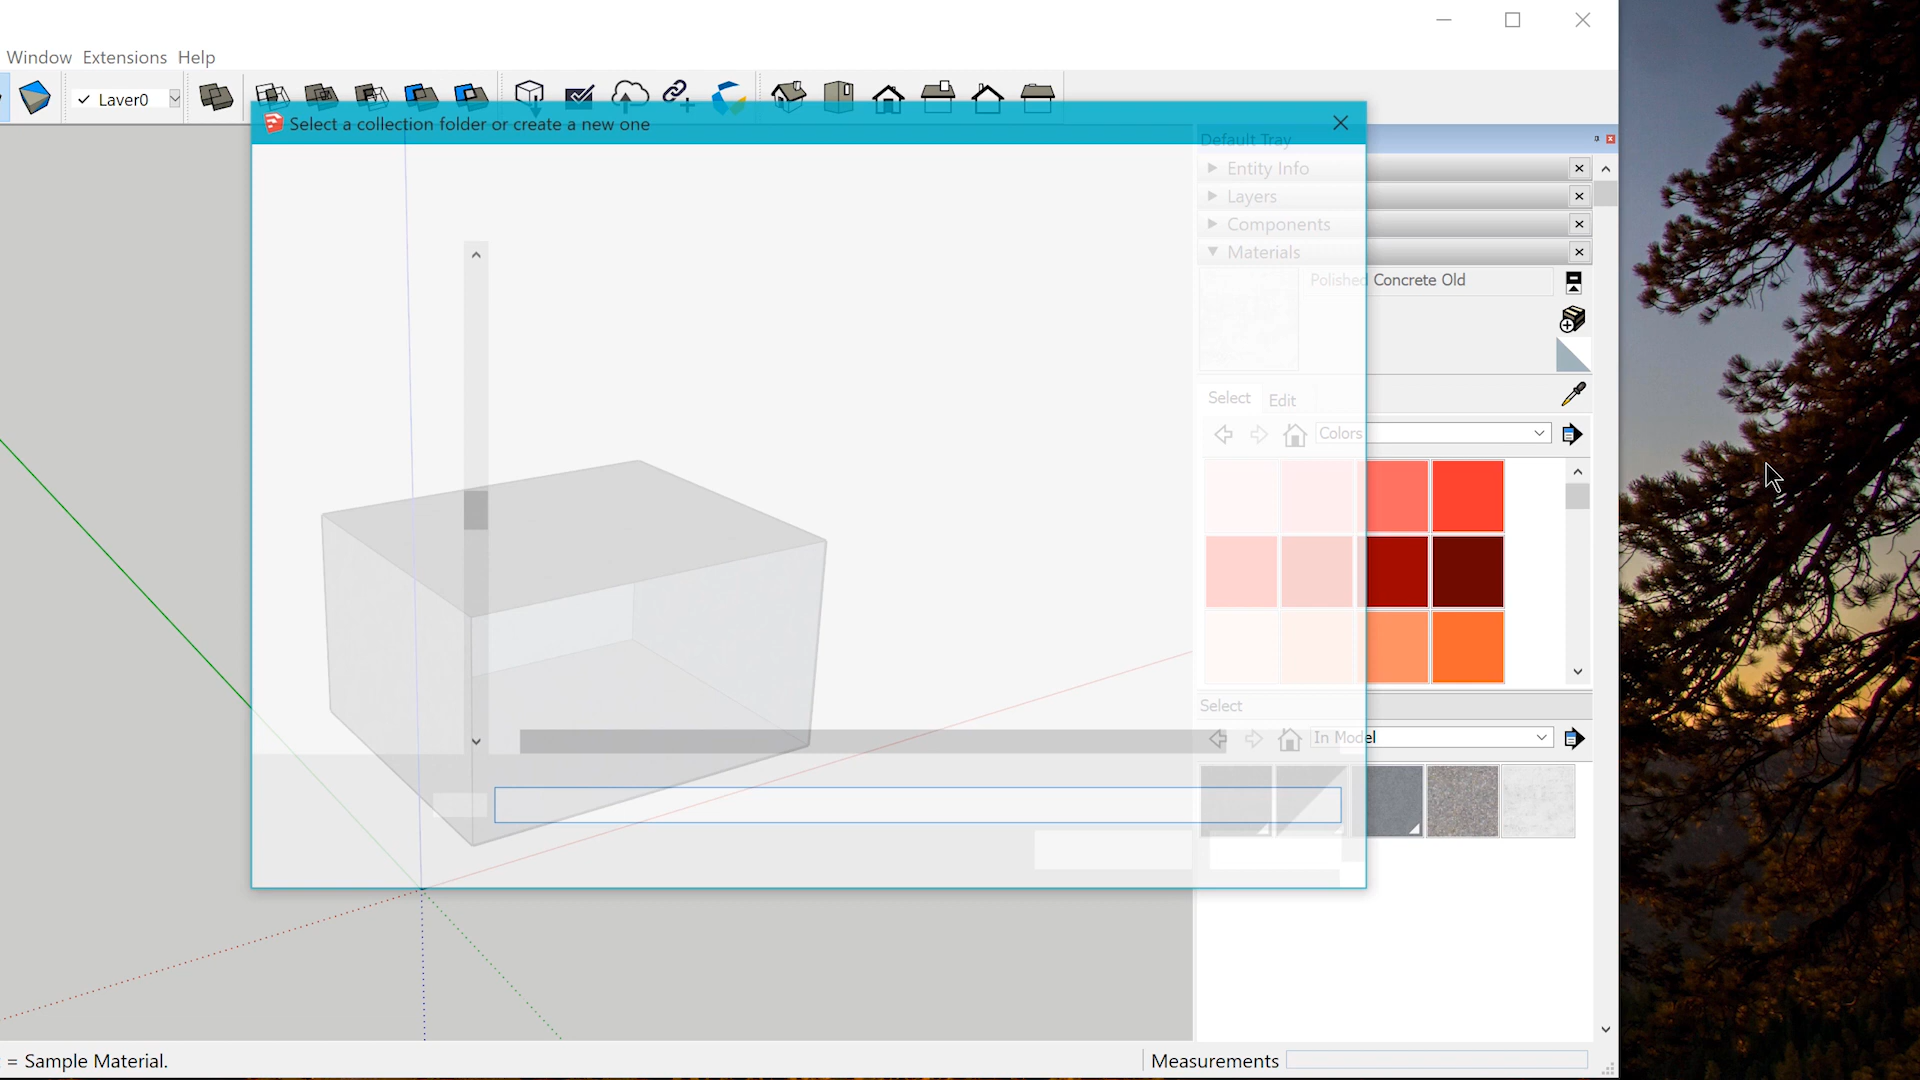 Window Extensions Help
Layer0
Select a collection folder or create a new one
Default Tray
Entity Info
Layers
Components
Materials
Polished Concrete Old
Select Edit
Colors
Select
In Model
= Sample Material.
Measurements